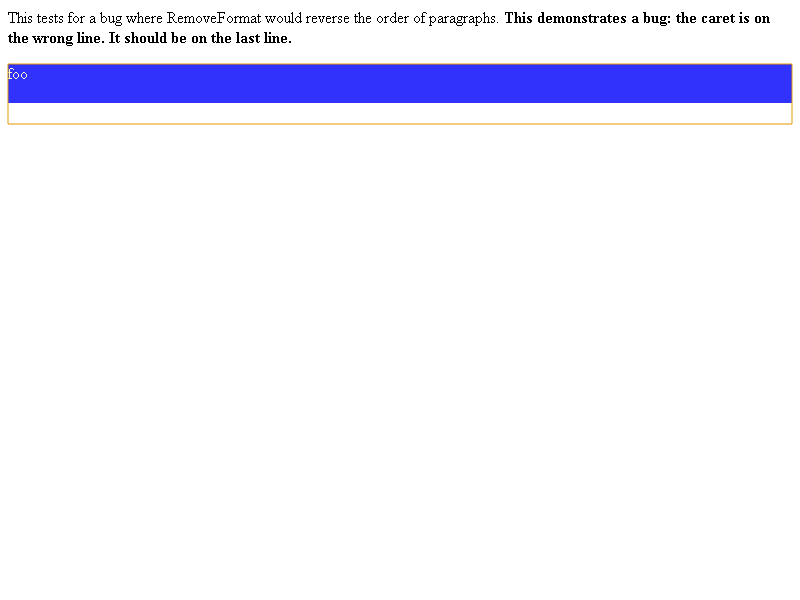 This tests for a bug where RemoveFormat would reverse the order of paragraphs. This demonstrates a bug: the caret is on
the wrong line. It should be on the last line.
foo